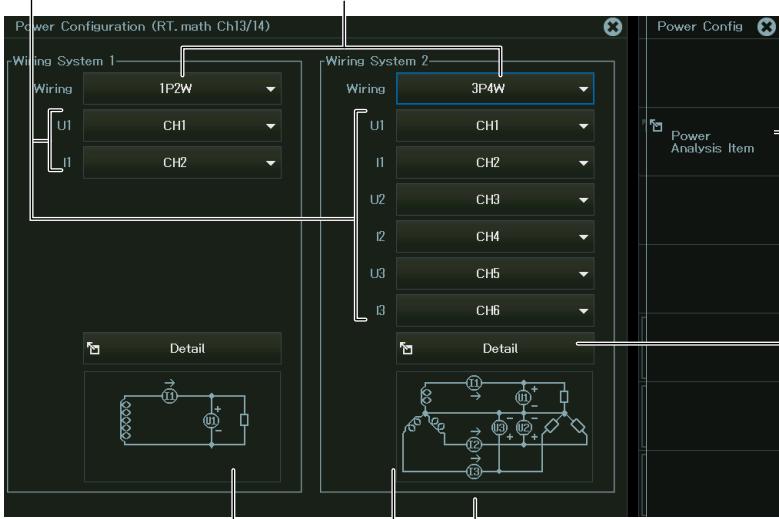 Power Configuration (RT. math Ch13/14)
Power Config
Wiring System 1
Wiring System 2
Wiring
1P2W
Wiring
3P4W
U1
CH1
U1
CH1
I1
CH2
I1
CH2
Power
Analysis Item
U2
CH3
I2
CH4
U3
CH5
I3
CH6
Detail
Detail
I1
U1
+
-
I1
U1
+
-
U3
-
+
U2
-
+
I2
I3